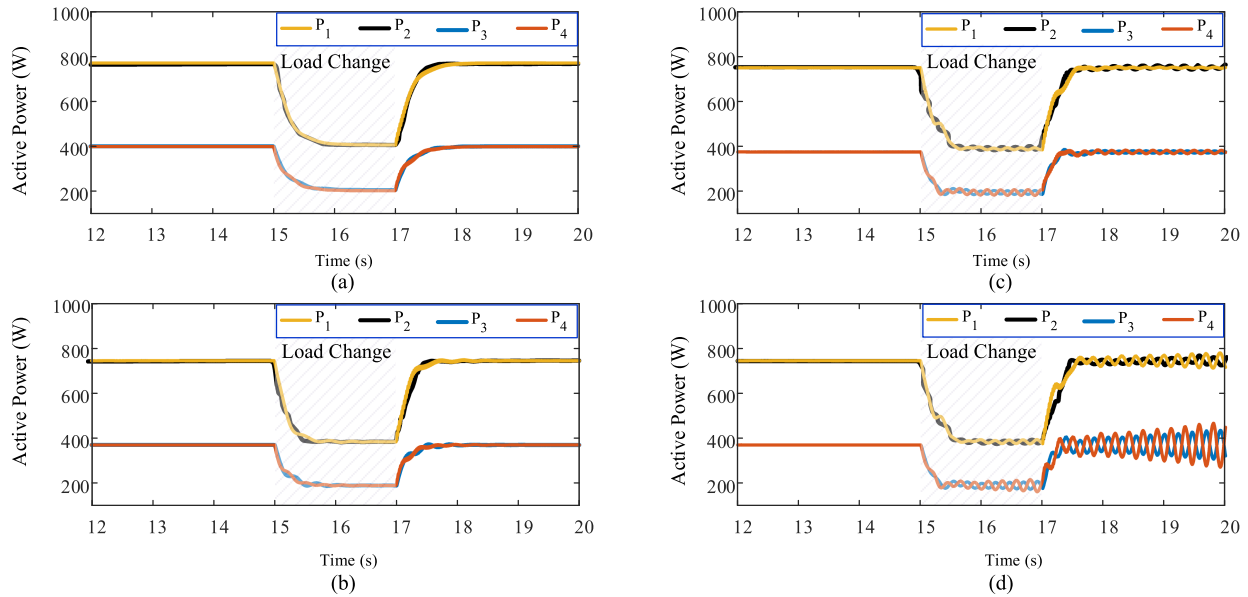 1000
800
600
400
200
Active Power (W)
P1 P2 P3 P4
Load Change
12 13 14 15 16 17 18 19 20
Time (s)
(a)
1000
800
600
400
200
Active Power (W)
P1 P2 P3 P4
Load Change
12 13 14 15 16 17 18 19 20
Time (s)
(c)
1000
800
600
400
200
Active Power (W)
P1 P2 P3 P4
Load Change
12 13 14 15 16 17 18 19 20
Time (s)
(b)
1000
800
600
400
200
Active Power (W)
P1 P2 P3 P4
Load Change
12 13 14 15 16 17 18 19 20
Time (s)
(d)